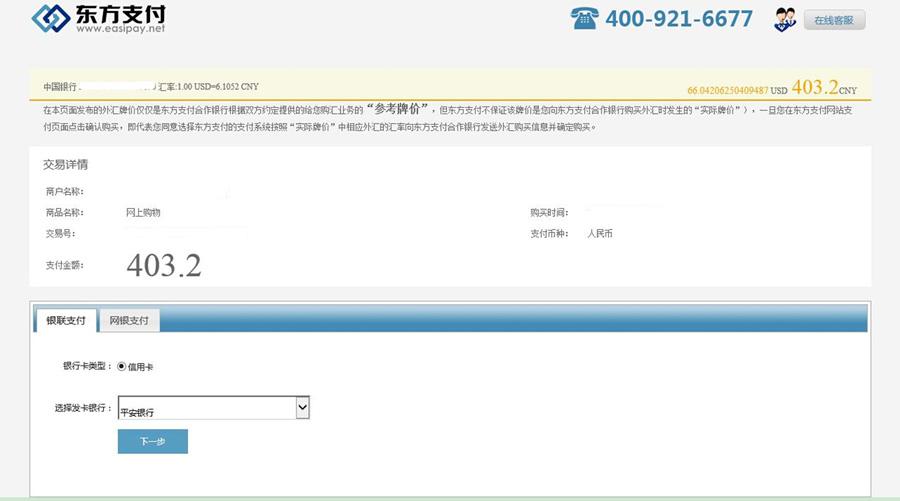 东方支付
www.easipay.net
400-921-6677
在线客服
中国银行 汇率:1.00 USD=6.1052 CNY
66.04206250409487 USD 403.2CNY
在本页面发布的外汇牌价仅仅是东方支付合作银行根据双方约定提供的给您购汇业务的“参考牌价”，但东方支付不保证该牌价是您向东方支付合作银行购买外汇时发生的“实际牌价”），一旦您在东方支付网站支
付页面点击确认购买，即代表您同意选择东方支付的支付系统按照“实际牌价”中相应外汇的汇率向东方支付合作银行发送外汇购买信息并确定购买。
交易详情
商户名称：
商品名称： 网上购物 购买时间：
交易号： 支付币种： 人民币
支付金额： 403.2
银联支付 网银支付
银行卡类型： 信用卡
选择发卡银行： 平安银行
下一步